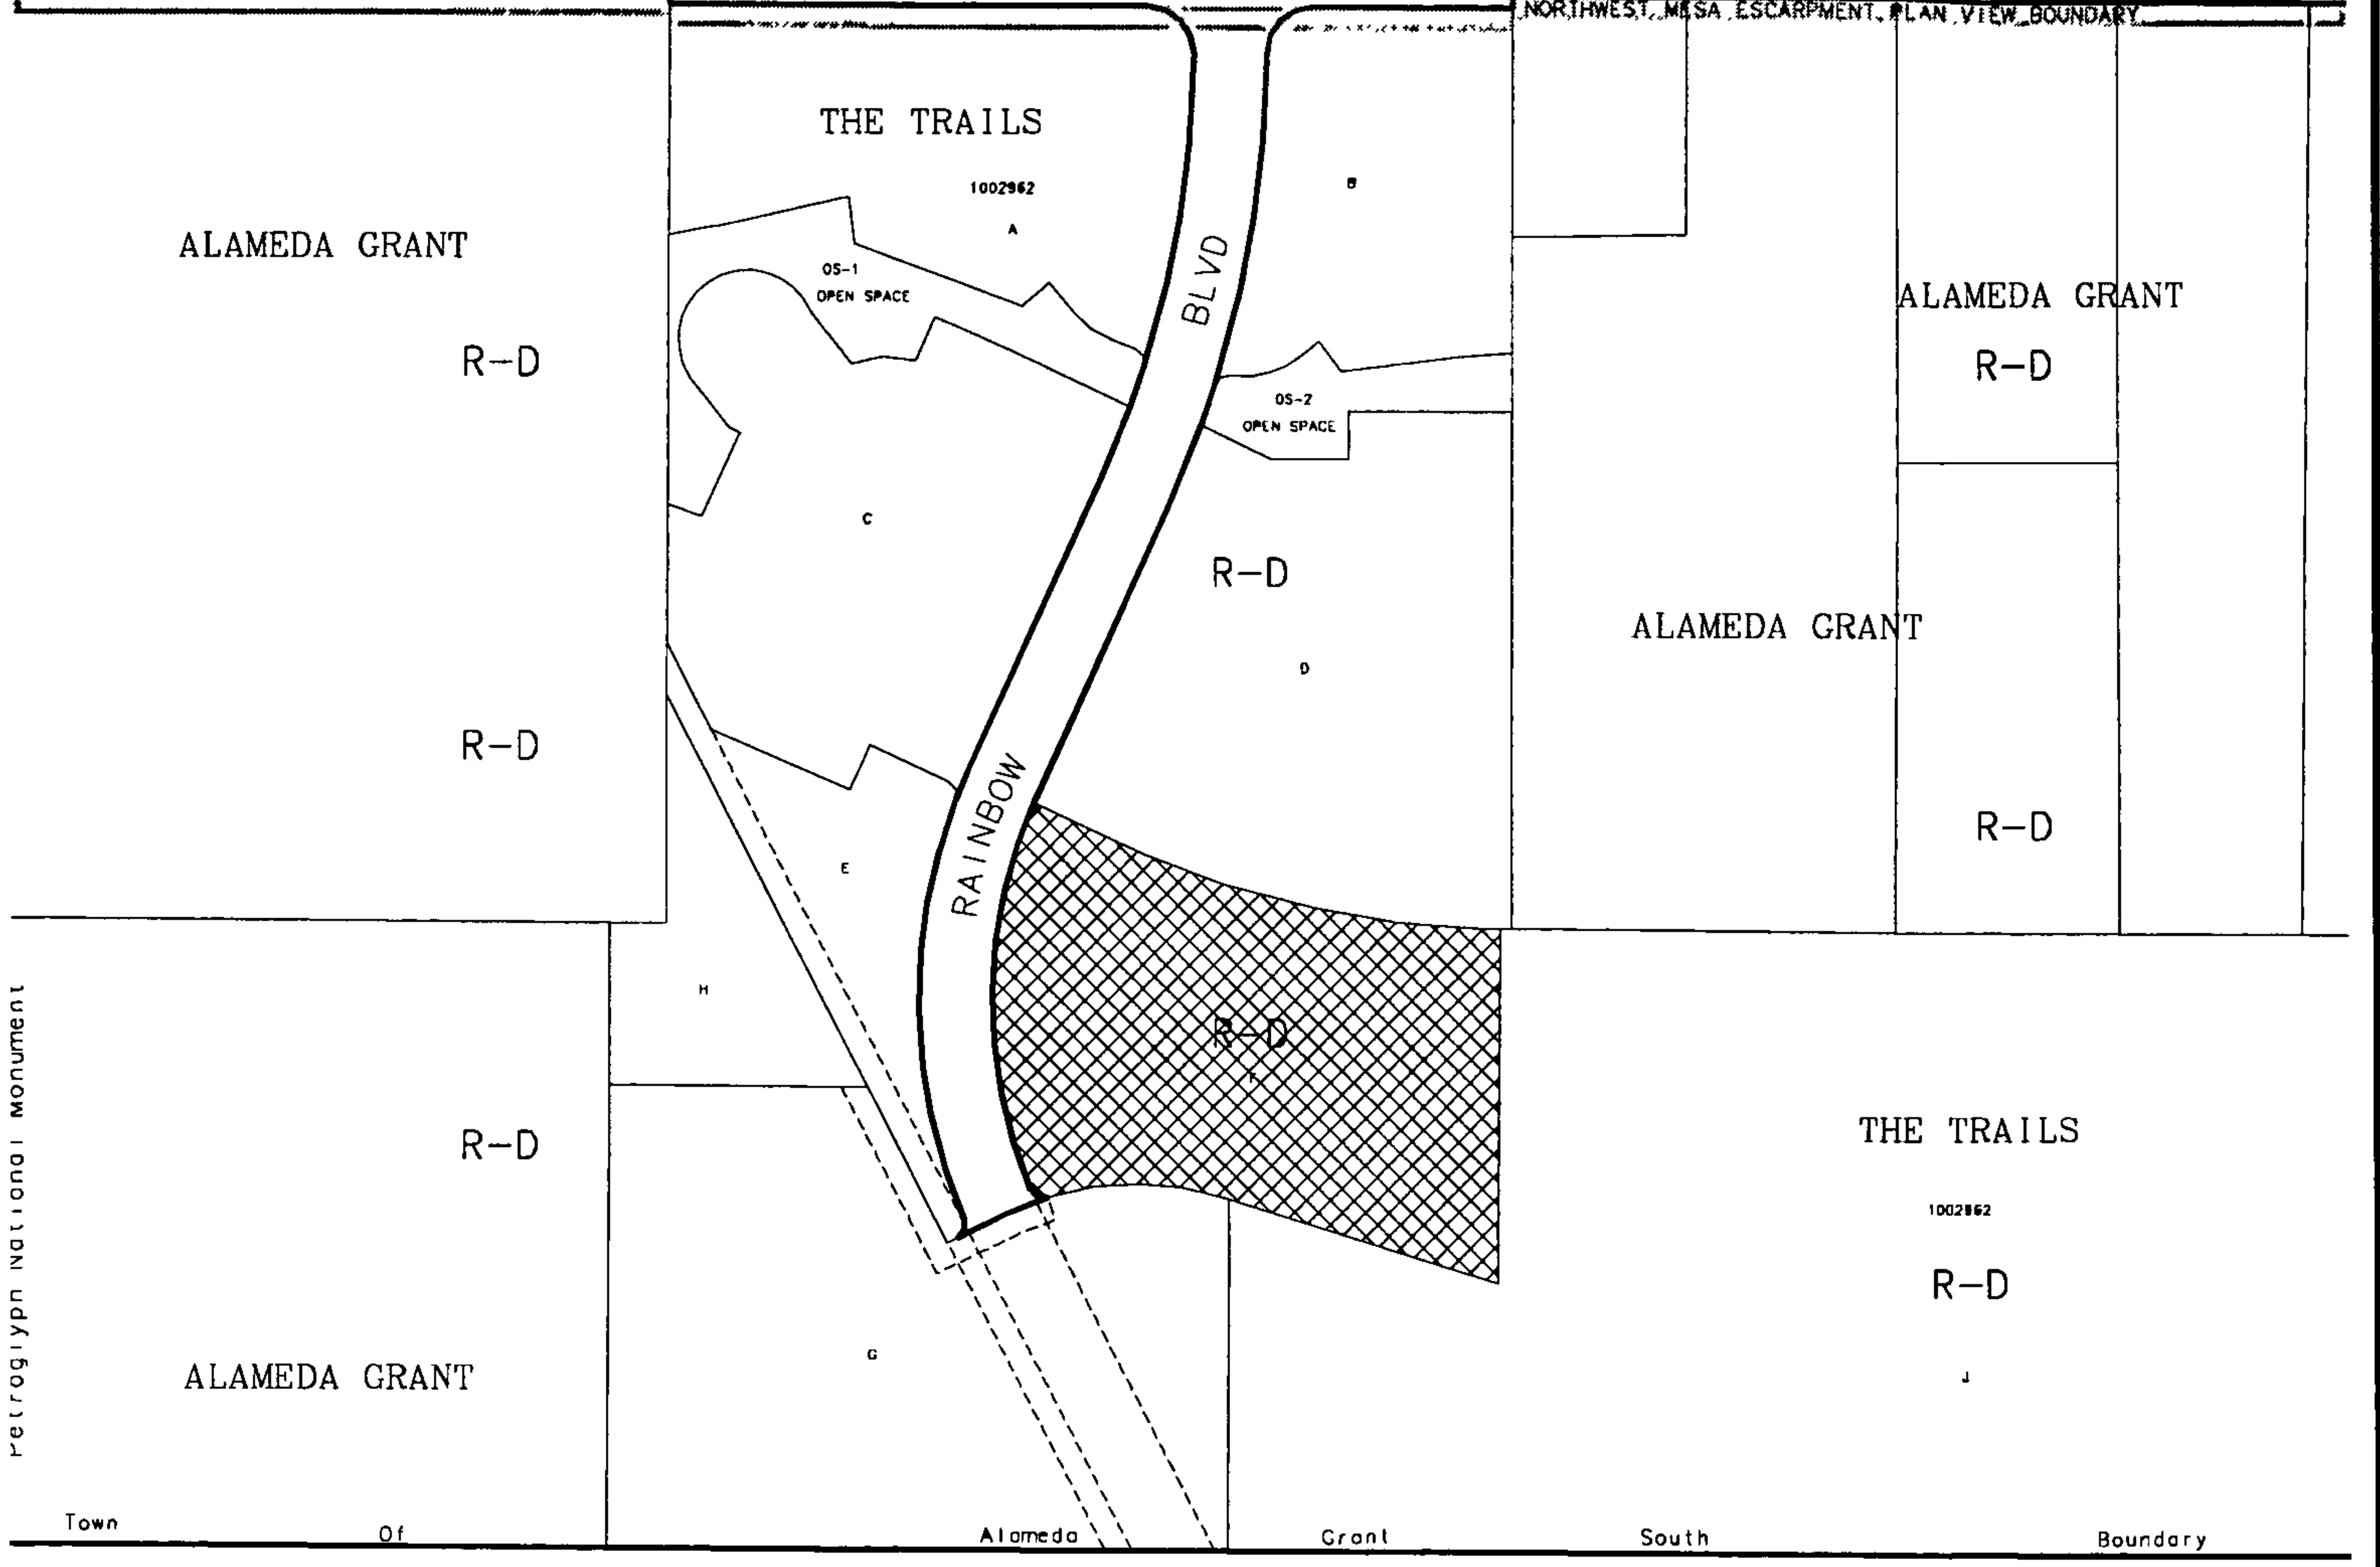 NORTHWEST MESA ESCARPMENT PLAN VIEW BOUNDARY
THE TRAILS
1002962
A
B
ALAMEDA GRANT
R-D
OS-1
OPEN SPACE
BLVD
ALAMEDA GRANT
R-D
OS-2
OPEN SPACE
C
R-D
D
ALAMEDA GRANT
R-D
RAINBOW
R-D
E
H
R-D
F
R-D
THE TRAILS
1002962
R-D
J
G
ALAMEDA GRANT
Petroglyph National Monument
Town Of Alameda Grant South Boundary